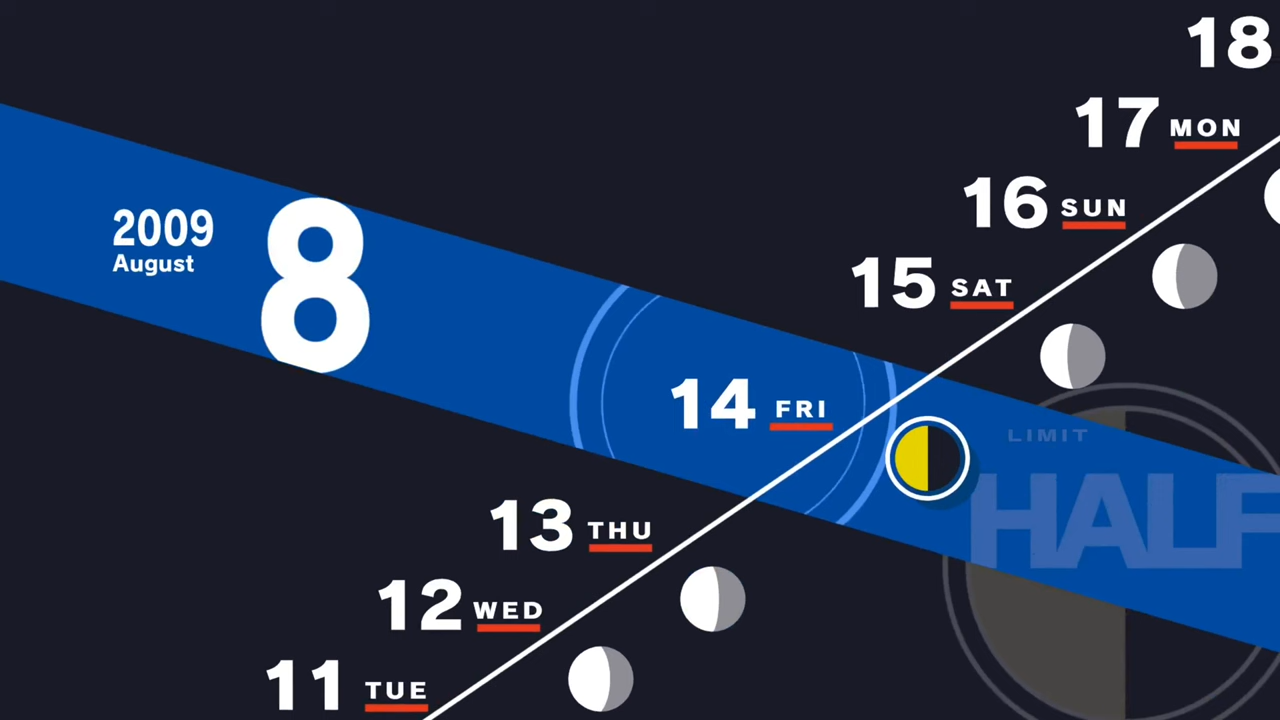 18
17 MON
16 SUN
2009
August
8
15 SAT
14 FRI
LIMIT
HALF
13 THU
12 WED
11 TUE